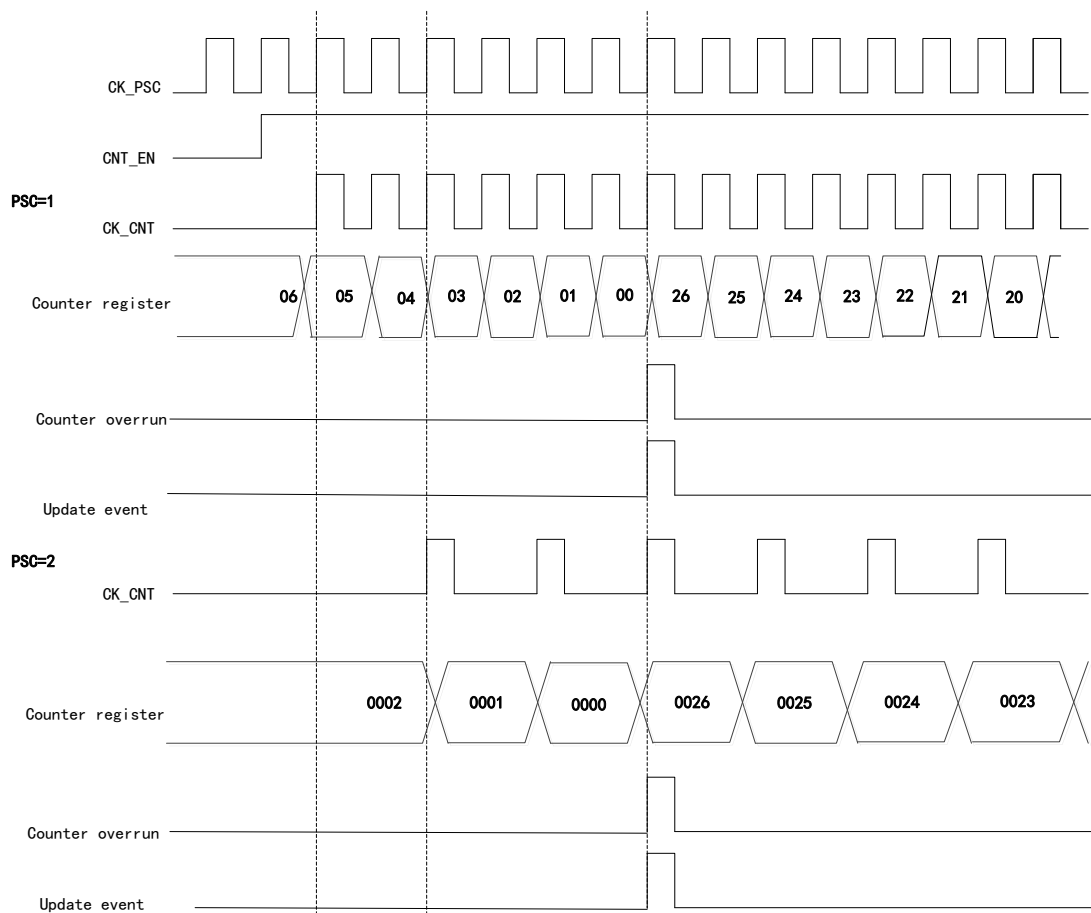 CK_PSC
CNT_EN
PSC=1
CK_CNT
Counter register 06 05 04 03 02 01 00 26 25 24 23 22 21 20
Counter overrun
Update event
PSC=2
CK_CNT
Counter register 0002 0001 0000 0026 0025 0024 0023
Counter overrun
Update event